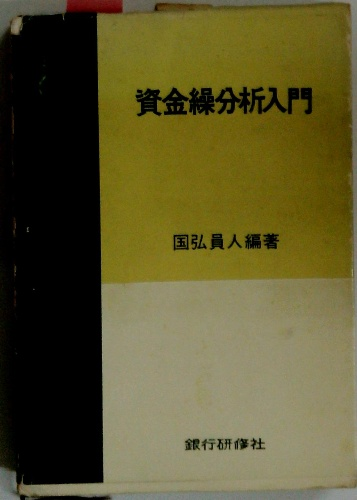 資金繰分析入門
国弘員人編著
銀行研修社